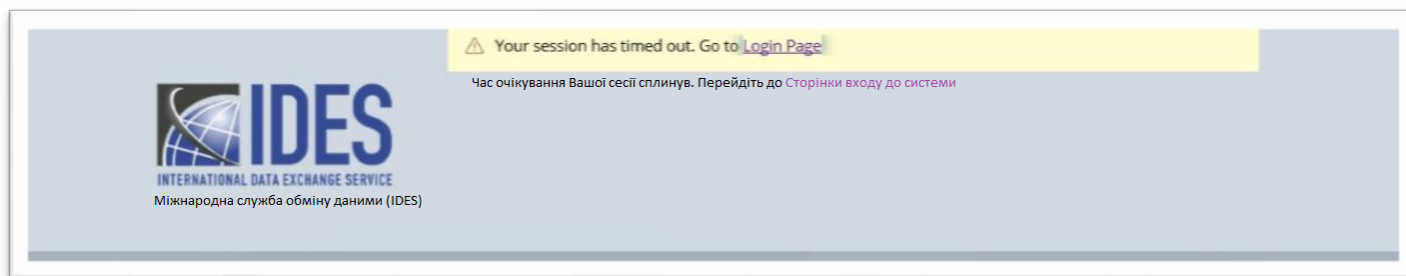 Your session has timed out. Go to Login Page
Час очікування Вашої сесії сплинув. Перейдіть до Сторінки входу до системи
IDES
INTERNATIONAL DATA EXCHANGE SERVICE
Міжнародна служба обміну даними (IDES)